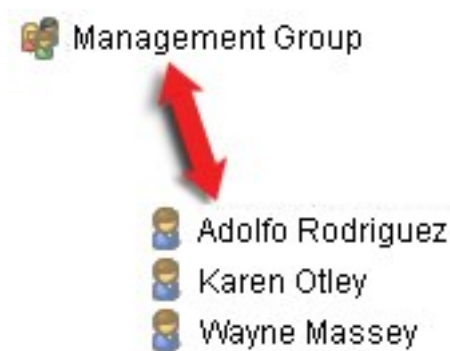 Management Group
Adolfo Rodriguez
Karen Otley
Wayne Massey